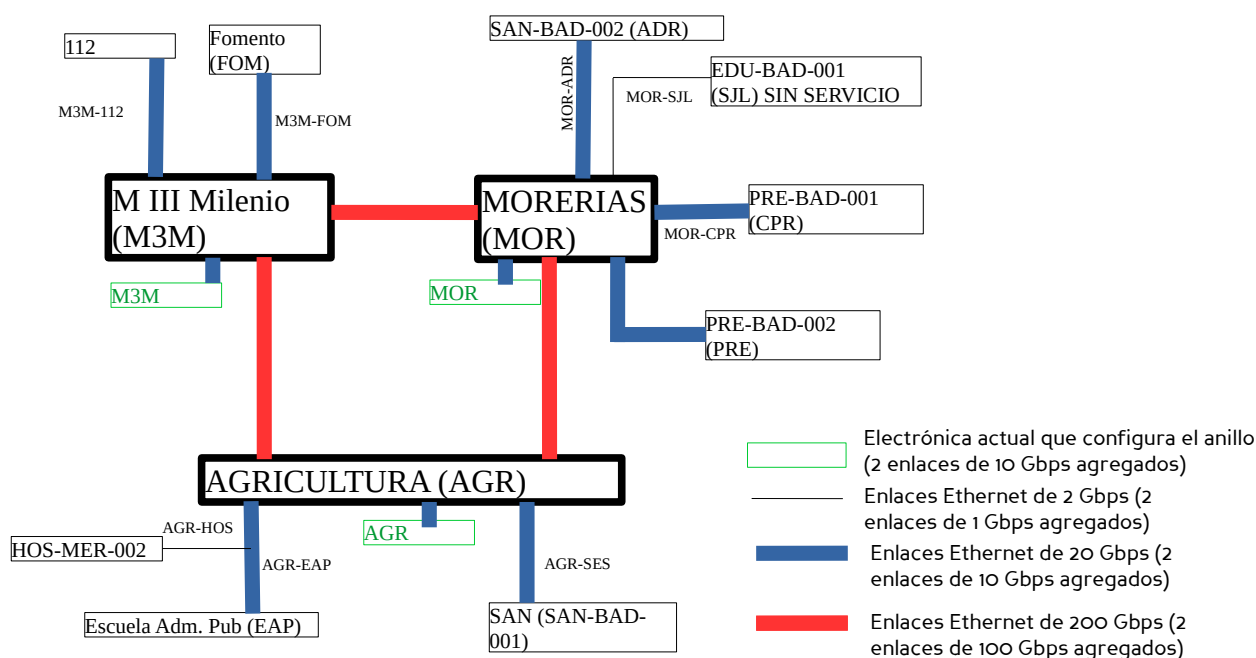 112
Fomento
(FOM)
SAN-BAD-002 (ADR)
EDU-BAD-001
(SJL) SIN SERVICIO
M3M-112
M3M-FOM
MOR-ADR
MOR-SJL
M III Milenio
(M3M)
MORERIAS
(MOR)
PRE-BAD-001
(CPR)
MOR-CPR
M3M
MOR
PRE-BAD-002
(PRE)
AGRICULTURA (AGR)
AGR-HOS
HOS-MER-002
AGR-EAP
AGR
AGR-SES
Escuela Adm. Pub (EAP)
SAN (SAN-BAD-
001)
Electrónica actual que configura el anillo
(2 enlaces de 10 Gbps agregados)
Enlaces Ethernet de 2 Gbps (2
enlaces de 1 Gbps agregados)
Enlaces Ethernet de 20 Gbps (2
enlaces de 10 Gbps agregados)
Enlaces Ethernet de 200 Gbps (2
enlaces de 100 Gbps agregados)